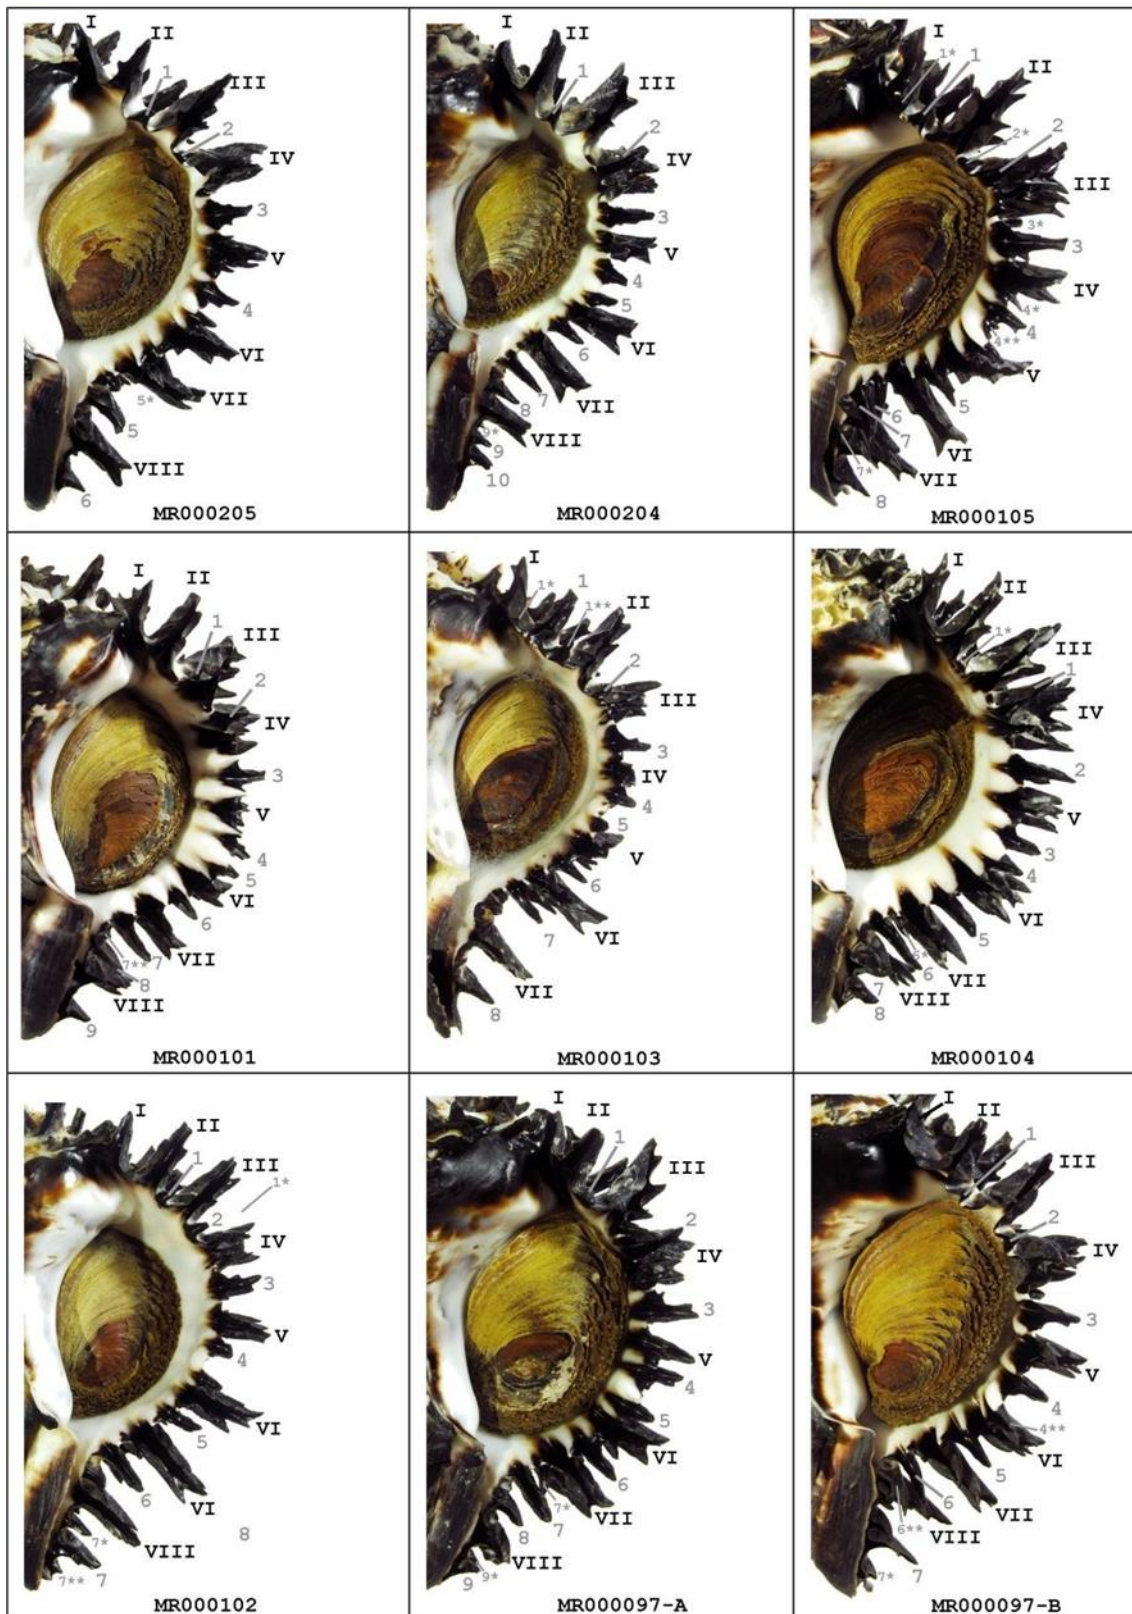 I
II
1
III
2
IV
3
V
4
VI
5*
VII
5
VIII
6
MR000205
I
II
1
III
2
IV
3
V
4
5
6
VI
7
VII
8
9*
VIII
9
10
MR000204
I
1*
1
II
2*
2
III
3*
3
IV
4*
4
4**
V
5
6
7
VI
7*
VII
8
MR000105
I
II
1
III
2
IV
3
V
4
5
VI
6
VII
7
7**
8
VIII
9
MR000101
I
1*
1
1**
II
2
III
3
IV
4
5
V
6
7
VI
VII
8
MR000103
I
II
1*
III
1
IV
2
V
3
4
VI
5
5*
VII
6
7
VIII
8
MR000104
I
II
1
III
1*
2
IV
3
V
4
VI
5
6
VI
8
7*
VIII
7**
7
MR000102
I
II
1
III
2
IV
3
V
4
5
VI
6
7*
VII
7
8
VIII
9*
9
MR000097-A
I
II
1
III
2
IV
3
V
4
4**
VI
5
6
VII
6**
VIII
7
7*
MR000097-B